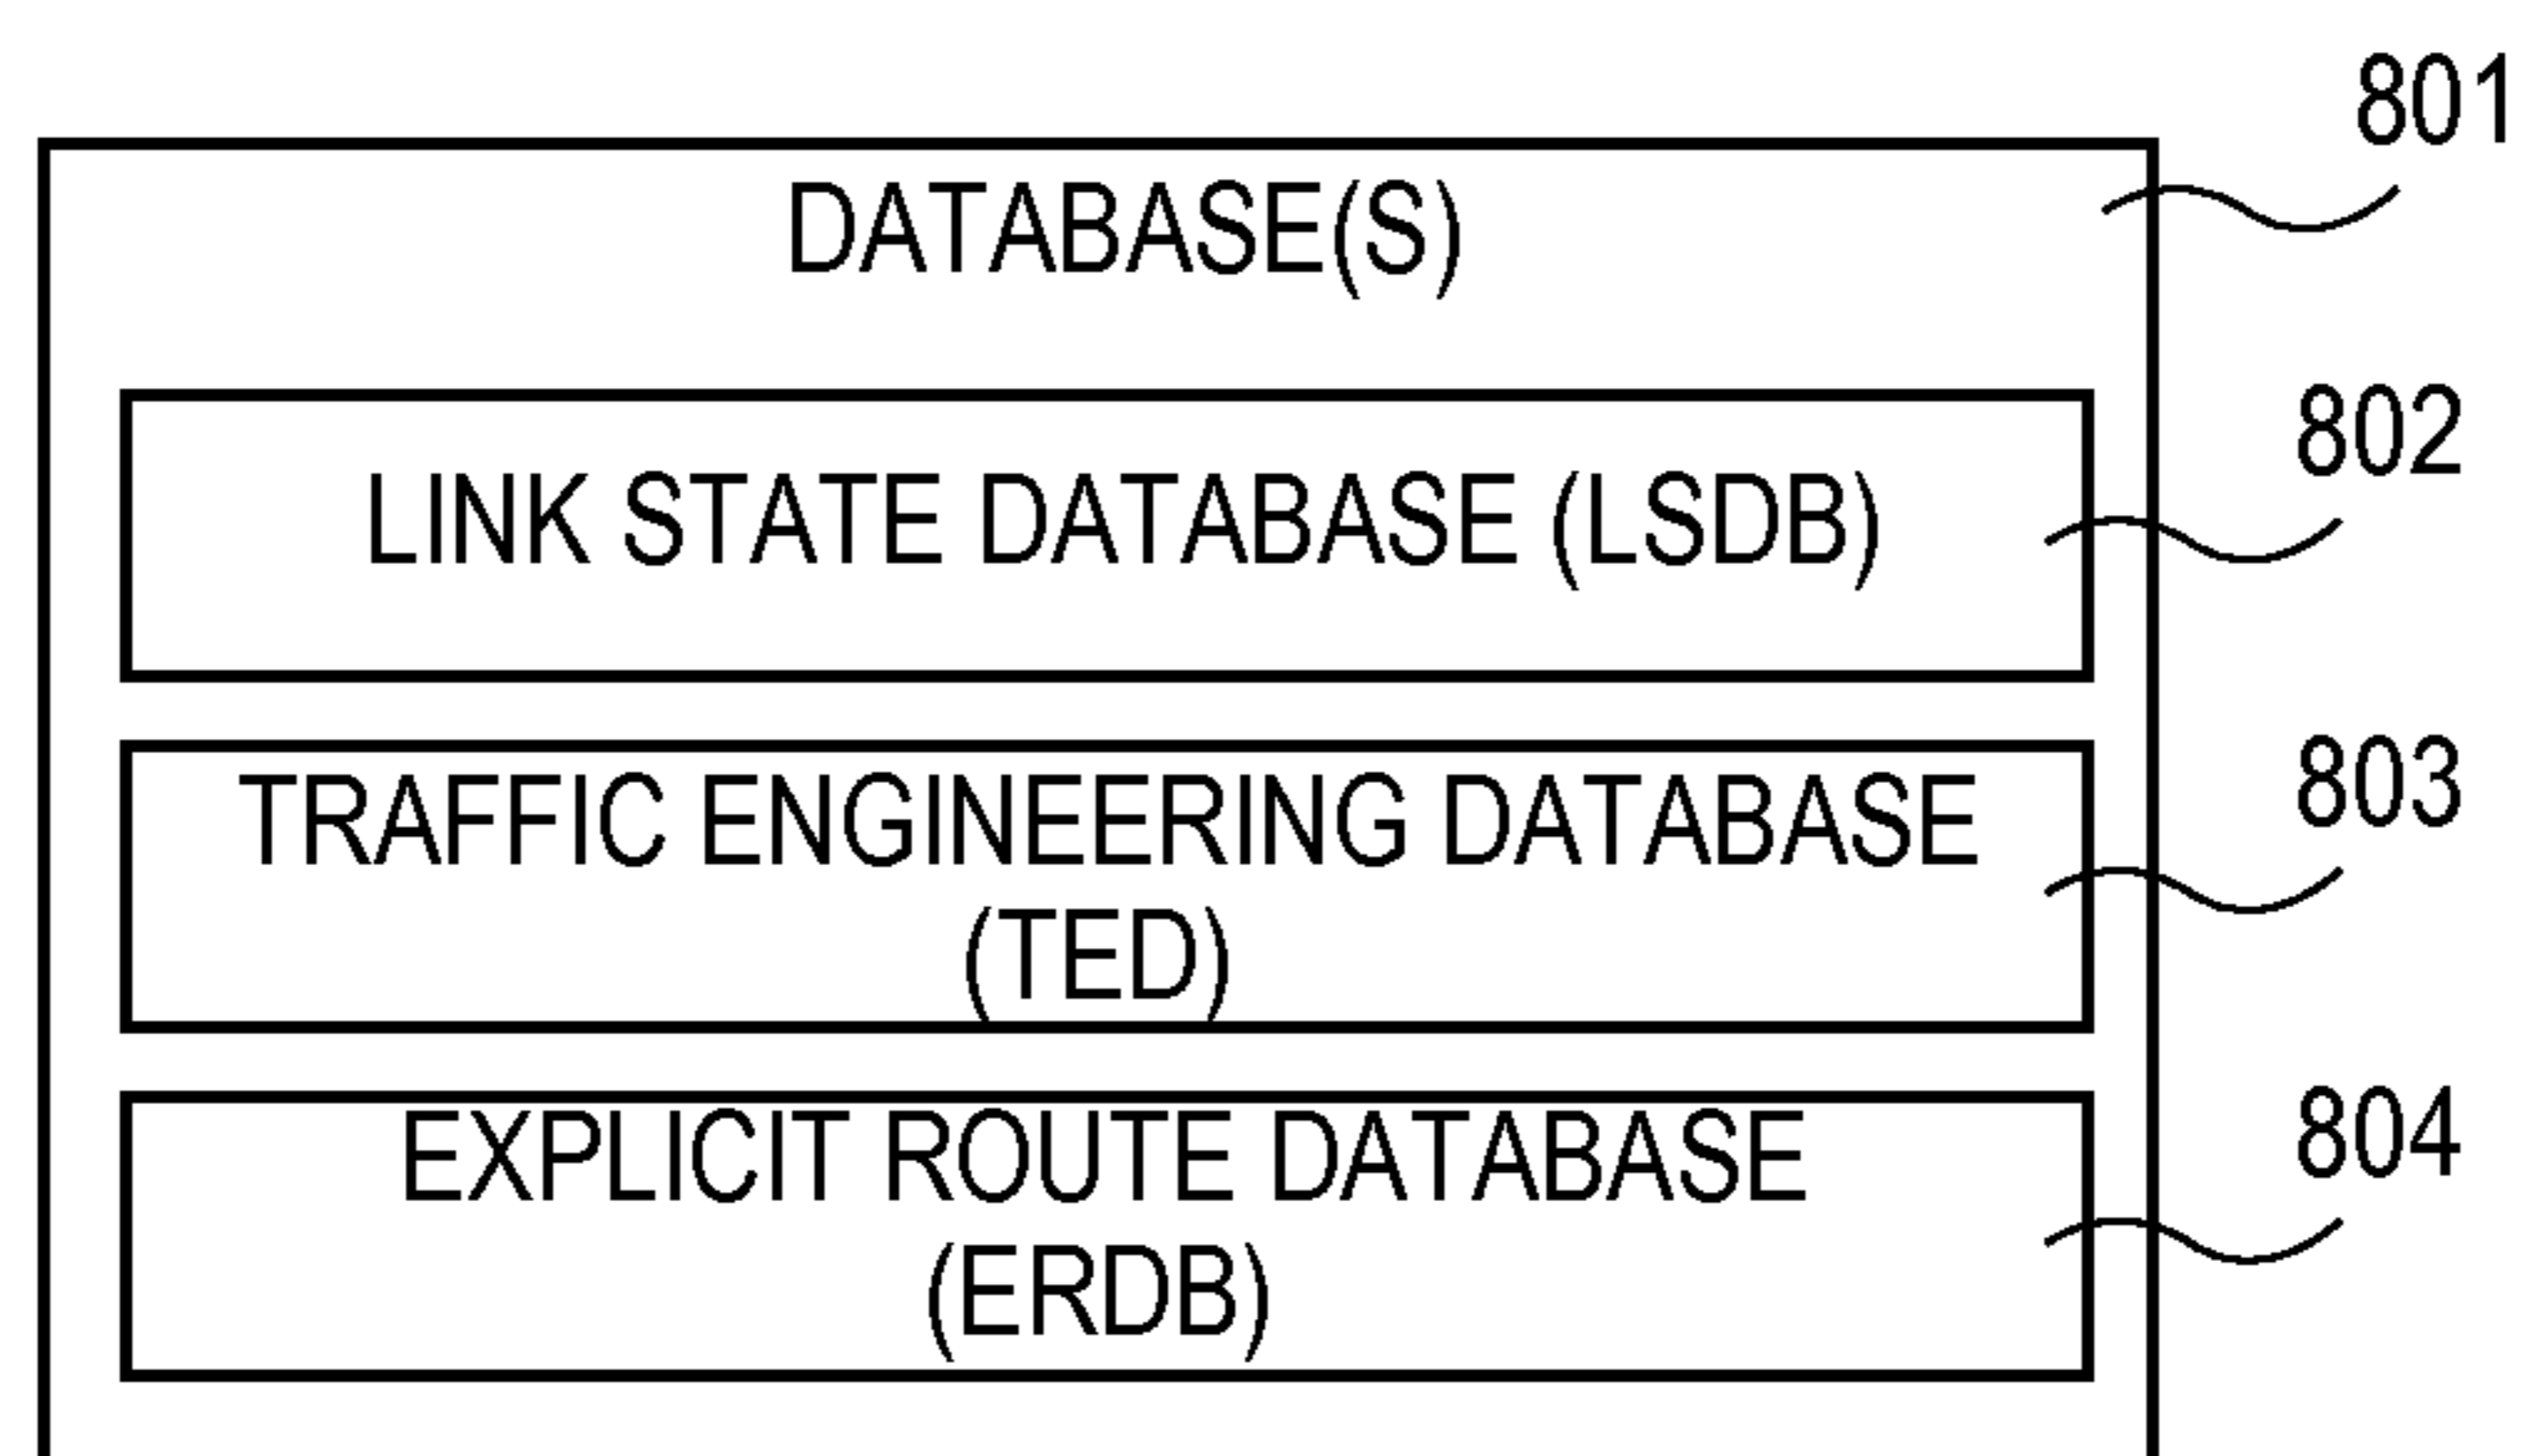 801
DATABASE(S)
802
LINK STATE DATABASE (LSDB)
803
TRAFFIC ENGINEERING DATABASE
(TED)
804
EXPLICIT ROUTE DATABASE
(ERDB)